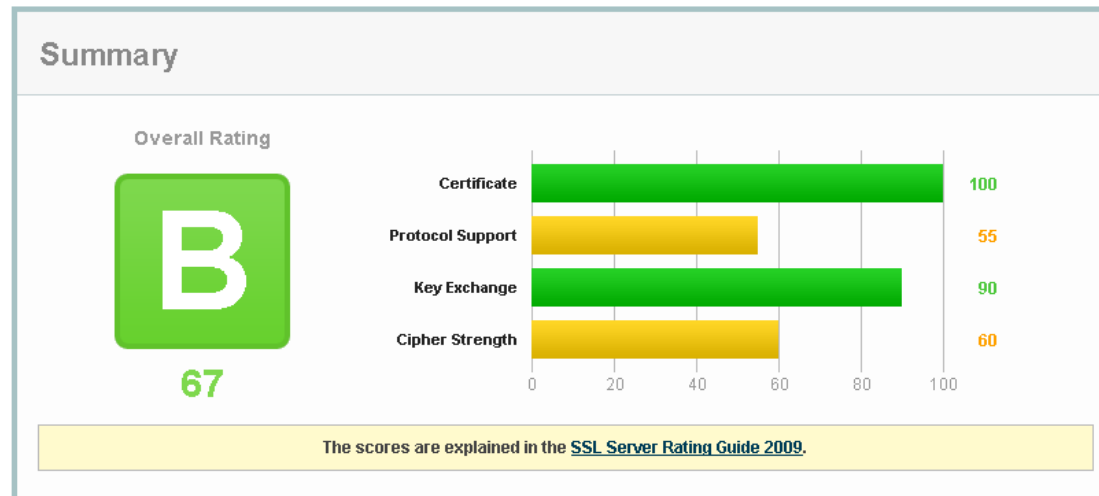 Summary
Overall Rating
B
67
Certificate 100
Protocol Support 55
Key Exchange 90
Cipher Strength 60
0 20 40 60 80 100
The scores are explained in the SSL Server Rating Guide 2009.